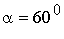 α = 60⁰